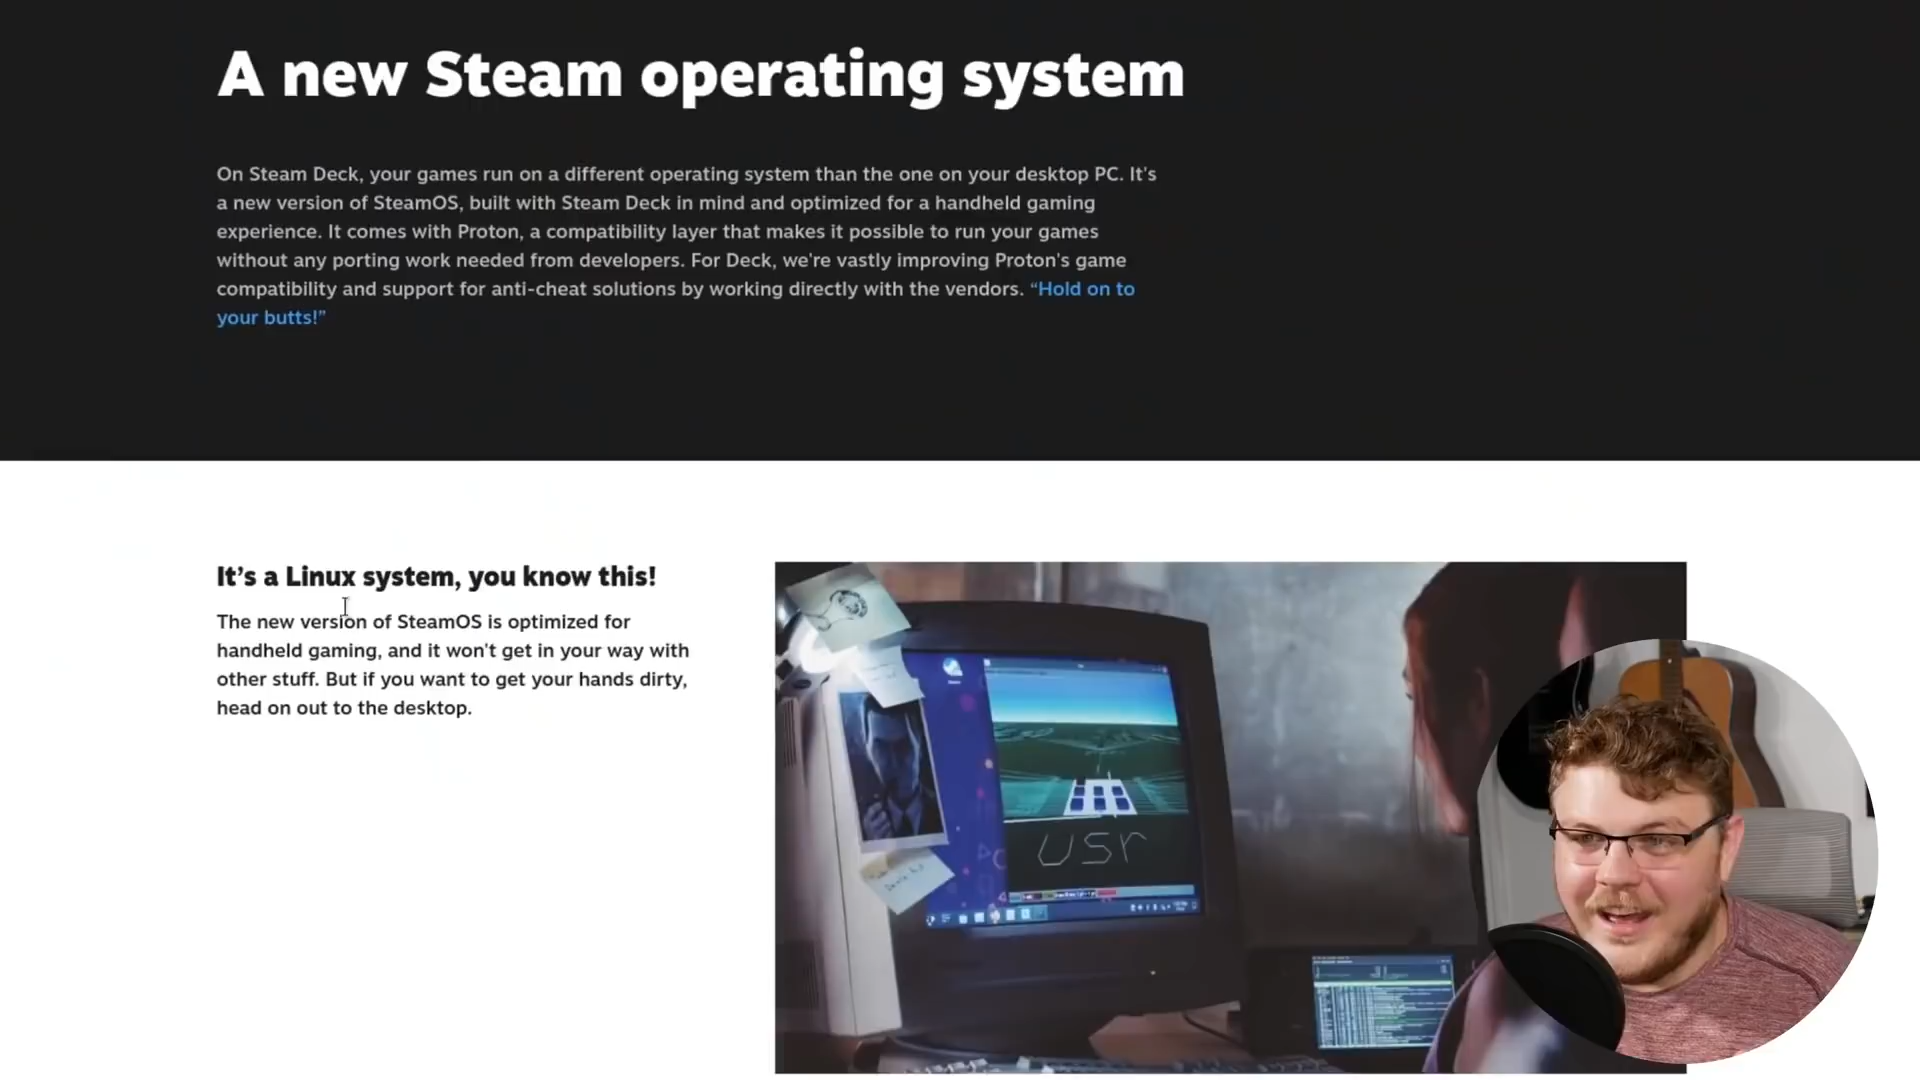 A new Steam operating system
On Steam Deck, your games run on a different operating system than the one on your desktop PC. It's
a new version of SteamOS, built with Steam Deck in mind and optimized for a handheld gaming
experience. It comes with Proton, a compatibility layer that makes it possible to run your games
without any porting work needed from developers. For Deck, we're vastly improving Proton's game
compatibility and support for anti-cheat solutions by working directly with the vendors. “Hold on to
your butts!”
It’s a Linux system, you know this!
The new version of SteamOS is optimized for
handheld gaming, and it won't get in your way with
other stuff. But if you want to get your hands dirty,
head on out to the desktop.
usr